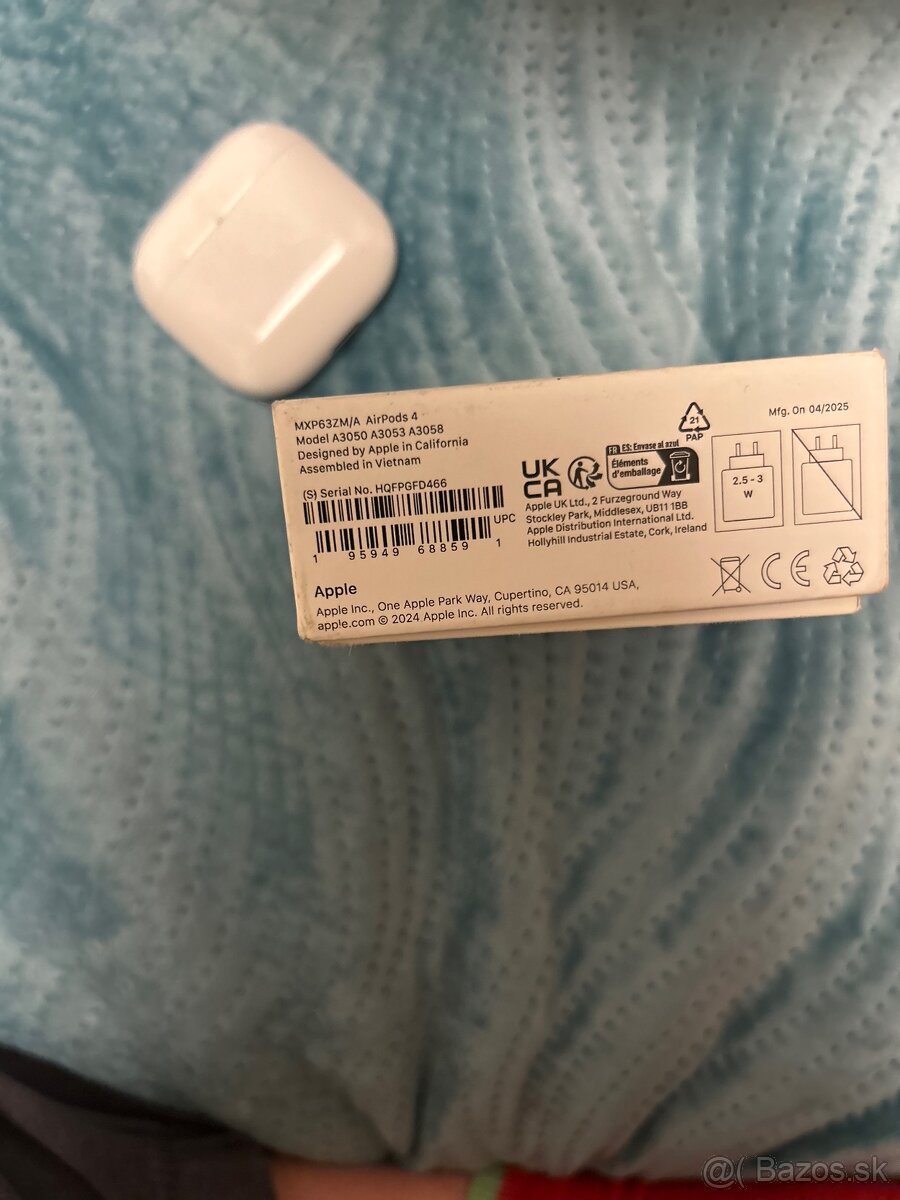 MXP63ZM/A AirPods 4
Model A3050 A3053 A3058
Designed by Apple in California
Assembled in Vietnam
(S) Serial No. HQFPGFD466
UPC
1 95949 68859 1
Apple
Apple Inc., One Apple Park Way, Cupertino, CA 95014 USA,
apple.com © 2024 Apple Inc. All rights reserved.
UK
CA
FR ES: Envase al azul
Éléments
d'emballage
Apple UK Ltd., 2 Furzeground Way
Stockley Park, Middlesex, UB11 1BB
Apple Distribution International Ltd.
Hollyhill Industrial Estate, Cork, Ireland
21
PAP
Mfg. On 04/2025
2.5 - 3
W
CE
@( Bazos.sk